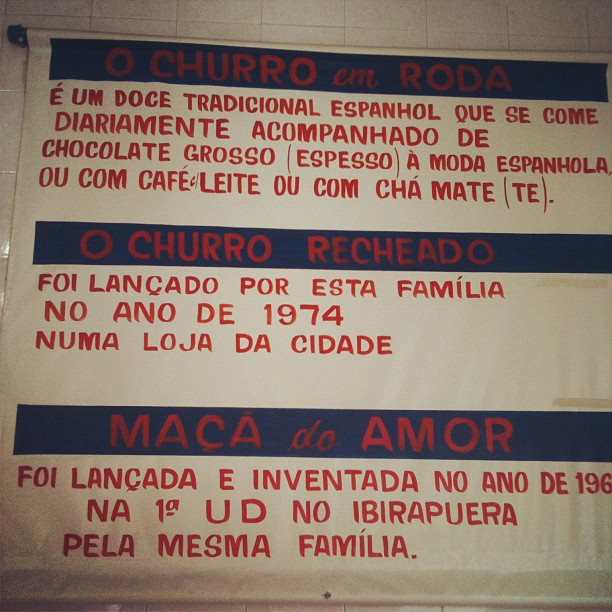 O CHURRO em RODA
É UM DOCE TRADICIONAL ESPANHOL QUE SE COME
DIARIAMENTE ACOMPANHADO DE
CHOCOLATE GROSSO (ESPESSO) À MODA ESPANHOLA,
OU COM CAFÉ c/ LEITE OU COM CHÁ MATE (TE).
O CHURRO RECHEADO
FOI LANÇADO POR ESTA FAMÍLIA
NO ANO DE 1974
NUMA LOJA DA CIDADE
MAÇÃ do AMOR
FOI LANÇADA E INVENTADA NO ANO DE 196
NA 1ª UD NO IBIRAPUERA
PELA MESMA FAMÍLIA.